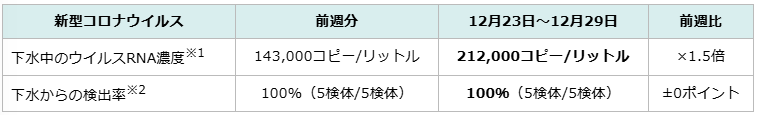 新型コロナウイルス 前週分 12月23日～12月29日 前週比
下水中のウイルスRNA濃度※1 143,000コピー/リットル 212,000コピー/リットル ×1.5倍
下水からの検出率※2 100%（5検体/5検体） 100%（5検体/5検体） ±0ポイント